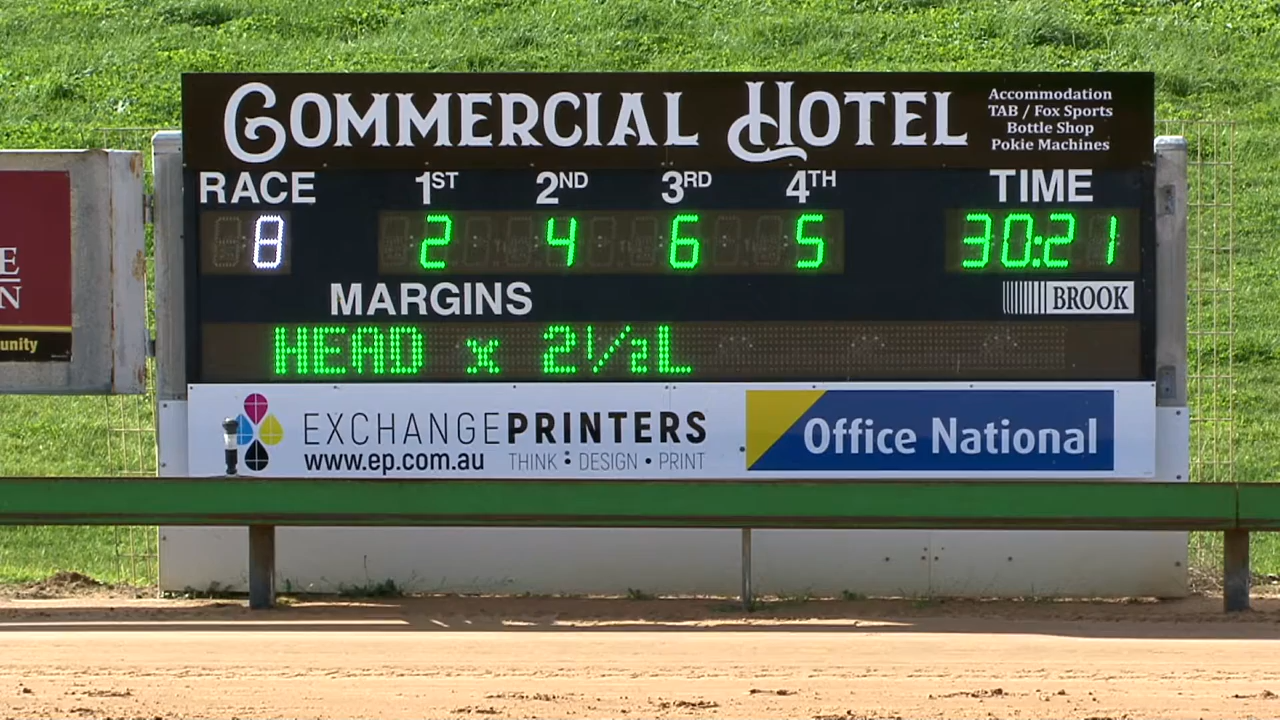 COMMERCIAL HOTEL
Accommodation
TAB / Fox Sports
Bottle Shop
Pokie Machines
RACE 1ST 2ND 3RD 4TH TIME
8 2 4 6 5 30:21
MARGINS
BROOK
HEAD x 2½L
EXCHANGEPRINTERS
www.ep.com.au THINK • DESIGN • PRINT
Office National
E
N
unity